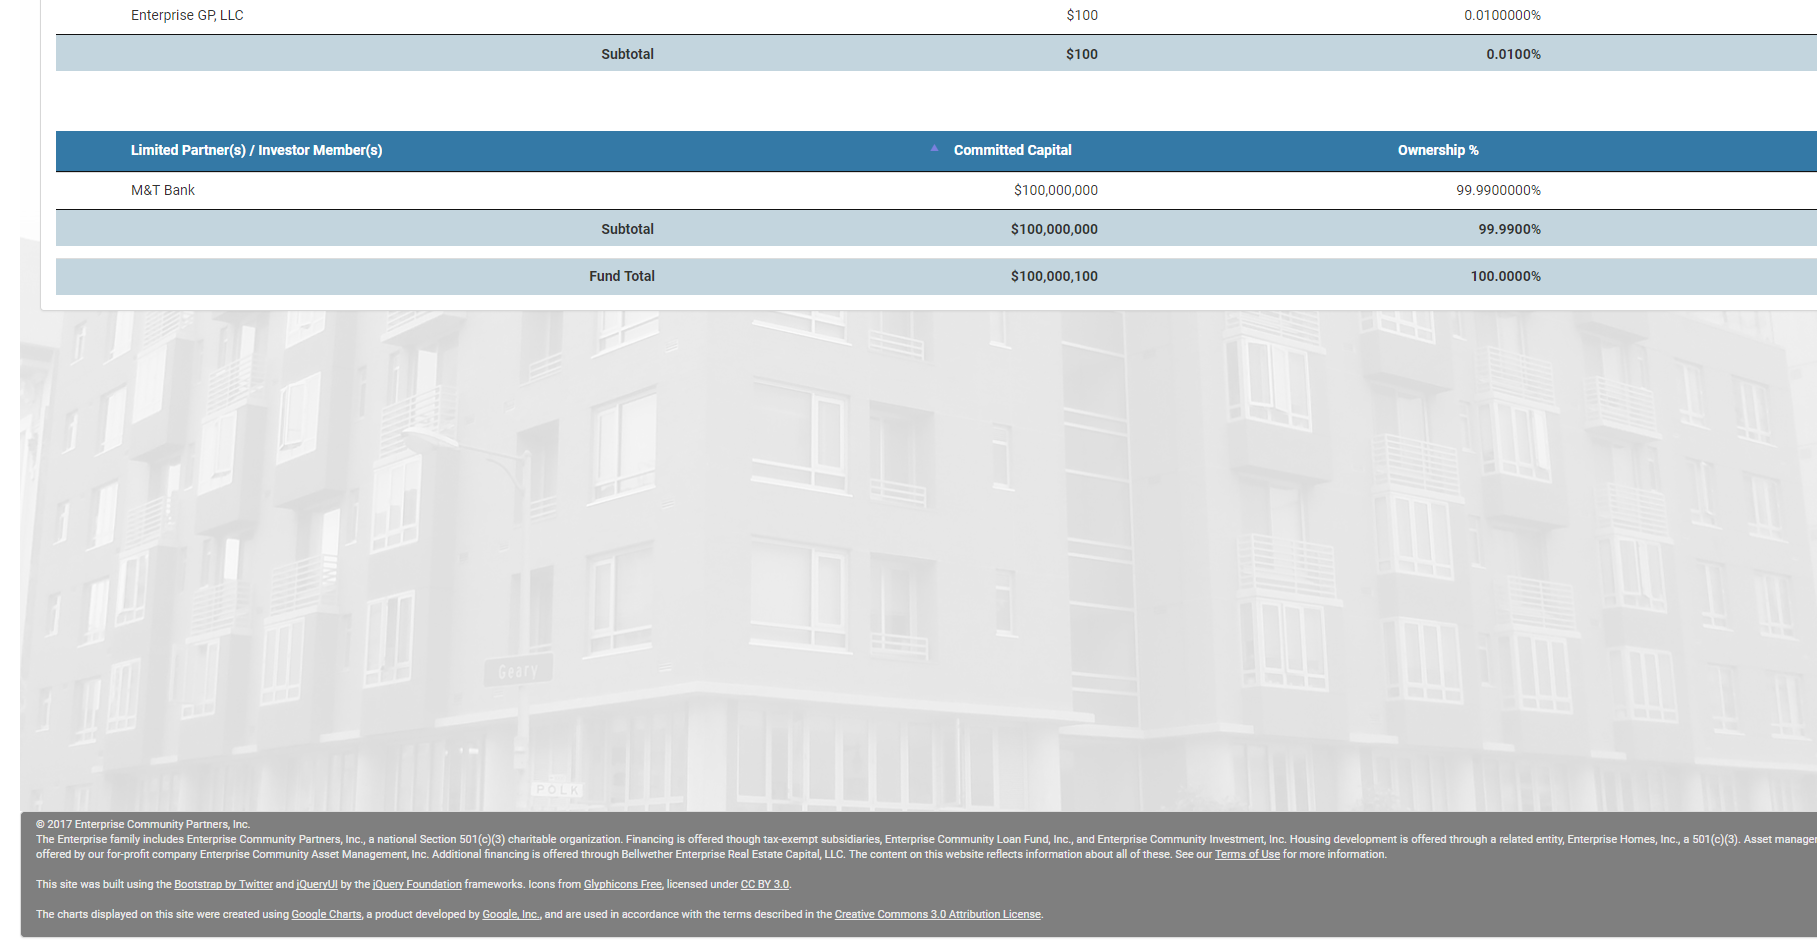 Enterprise GP, LLC $100 0.0100000%
Subtotal $100 0.0100%
Limited Partner(s) / Investor Member(s) Committed Capital Ownership %
M&T Bank $100,000,000 99.9900000%
Subtotal $100,000,000 99.9900%
Fund Total $100,000,100 100.0000%
Geary
POLK
© 2017 Enterprise Community Partners, Inc.
The Enterprise family includes Enterprise Community Partners, Inc., a national Section 501(c)(3) charitable organization. Financing is offered though tax-exempt subsidiaries, Enterprise Community Loan Fund, Inc., and Enterprise Community Investment, Inc. Housing development is offered through a related entity, Enterprise Homes, Inc., a 501(c)(3). Asset manager
offered by our for-profit company Enterprise Community Asset Management, Inc. Additional financing is offered through Bellwether Enterprise Real Estate Capital, LLC. The content on this website reflects information about all of these. See our Terms of Use for more information.
This site was built using the Bootstrap by Twitter and jQueryUI by the jQuery Foundation frameworks. Icons from Glyphicons Free, licensed under CC BY 3.0.
The charts displayed on this site were created using Google Charts, a product developed by Google, Inc., and are used in accordance with the terms described in the Creative Commons 3.0 Attribution License.